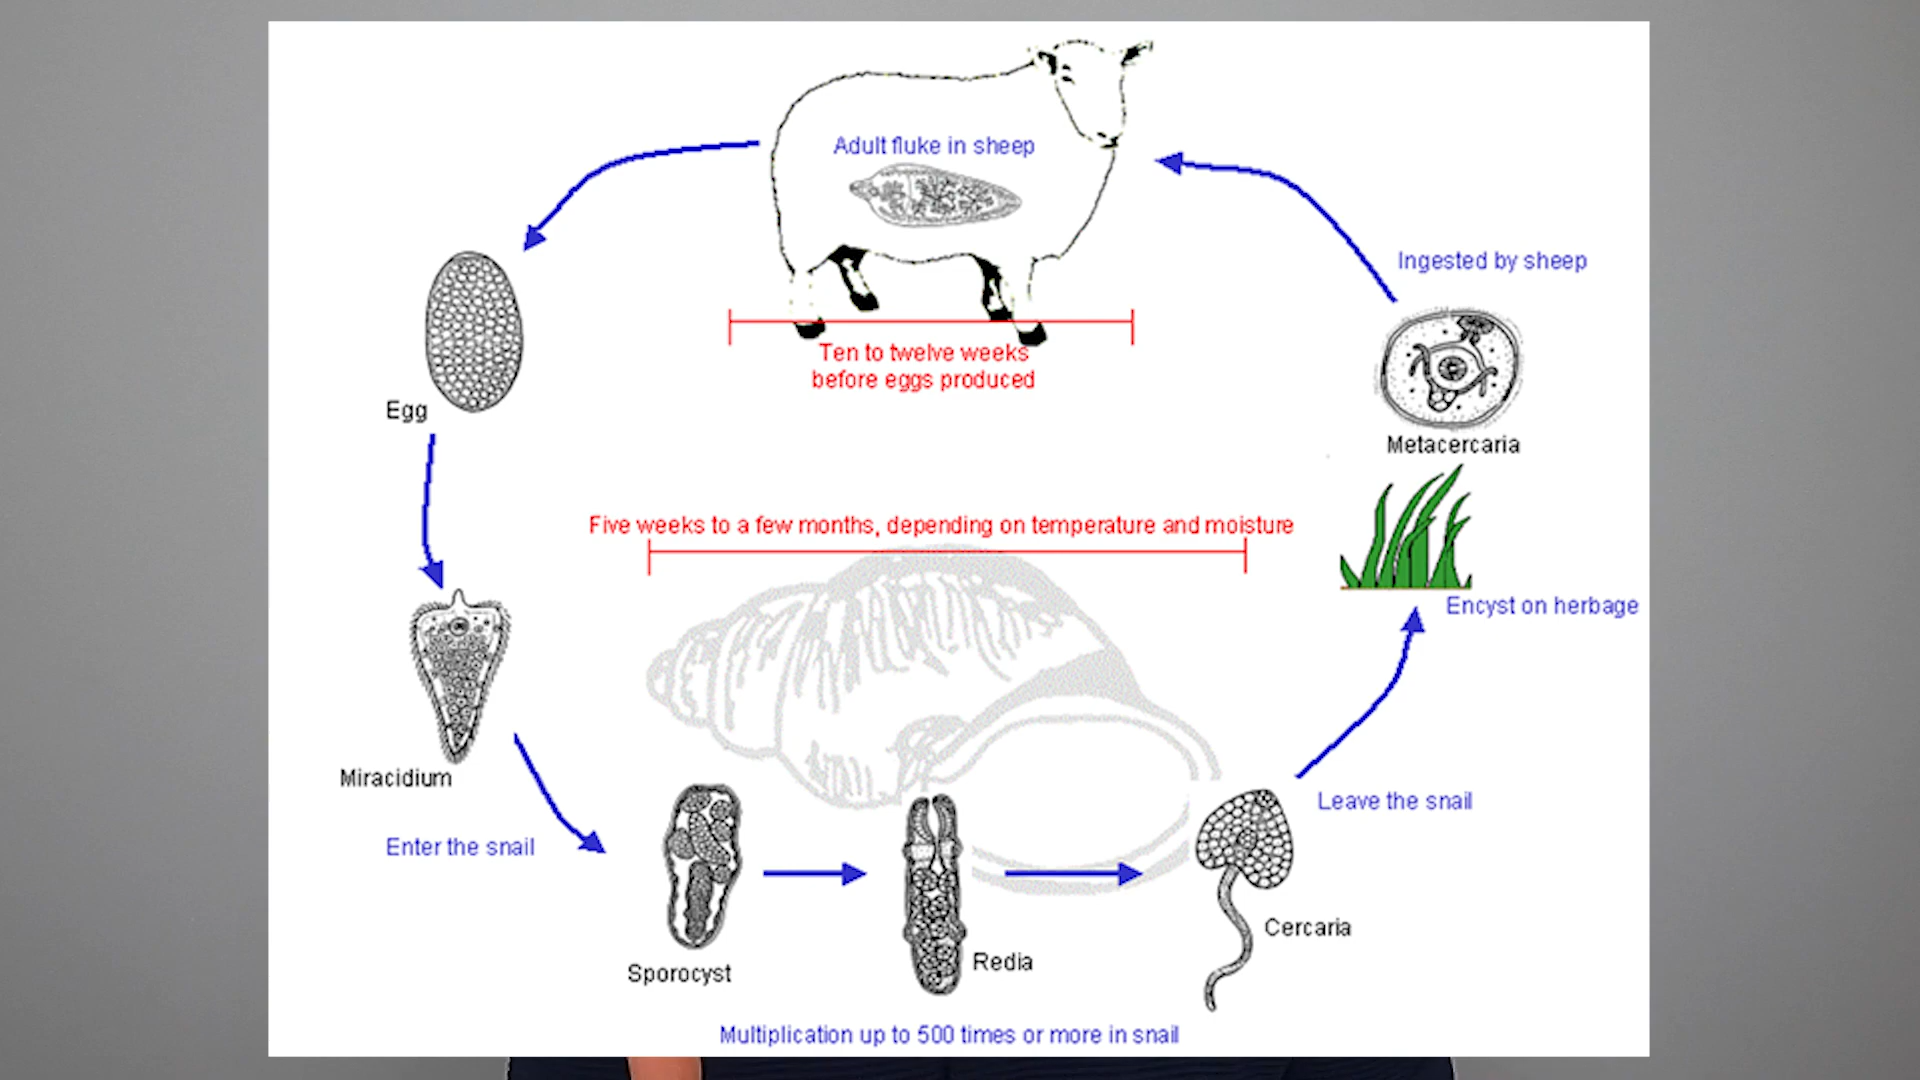 Adult fluke in sheep
Ingested by sheep
Ten to twelve weeks
before eggs produced
Egg
Metacercaria
Five weeks to a few months, depending on temperature and moisture
Encyst on herbage
Miracidium
Leave the snail
Enter the snail
Cercaria
Redia
Sporocyst
Multiplication up to 500 times or more in snail